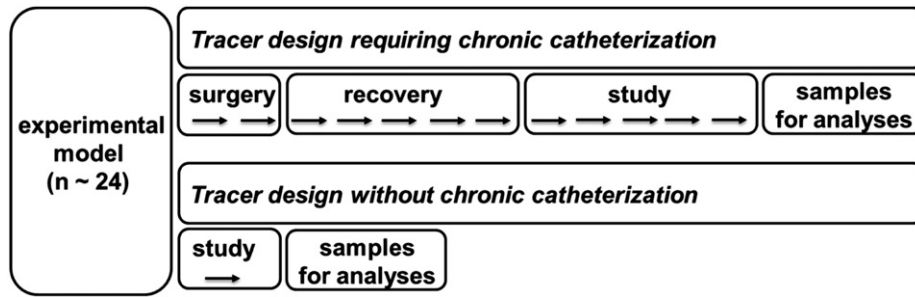 experimental
model
(n ~ 24)
Tracer design requiring chronic catheterization
surgery
recovery
study
samples
for analyses
Tracer design without chronic catheterization
study
samples
for analyses